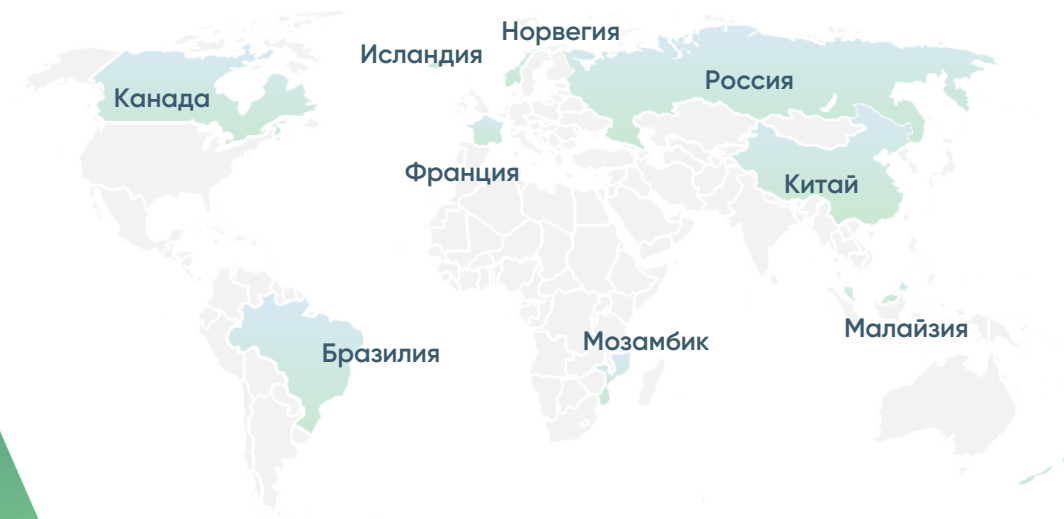 Норвегия
Исландия
Россия
Канада
Франция
Китай
Малайзия
Мозамбик
Бразилия